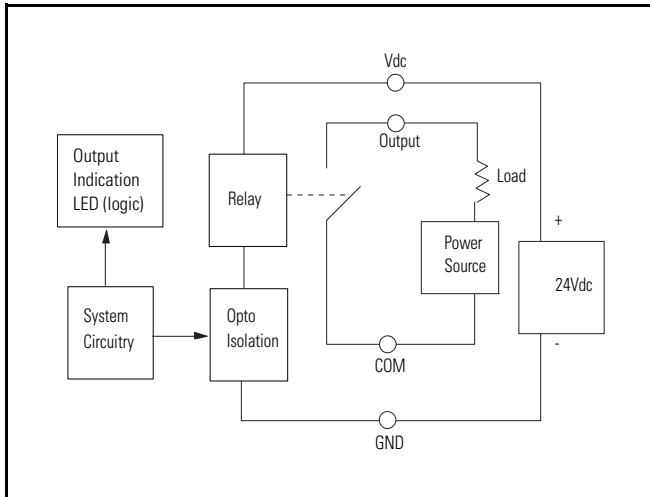 Vdc
Output
Output
Indication
LED (logic)
Relay
Load
Power
Source
+
24Vdc
-
System
Circuitry
Opto
Isolation
COM
GND